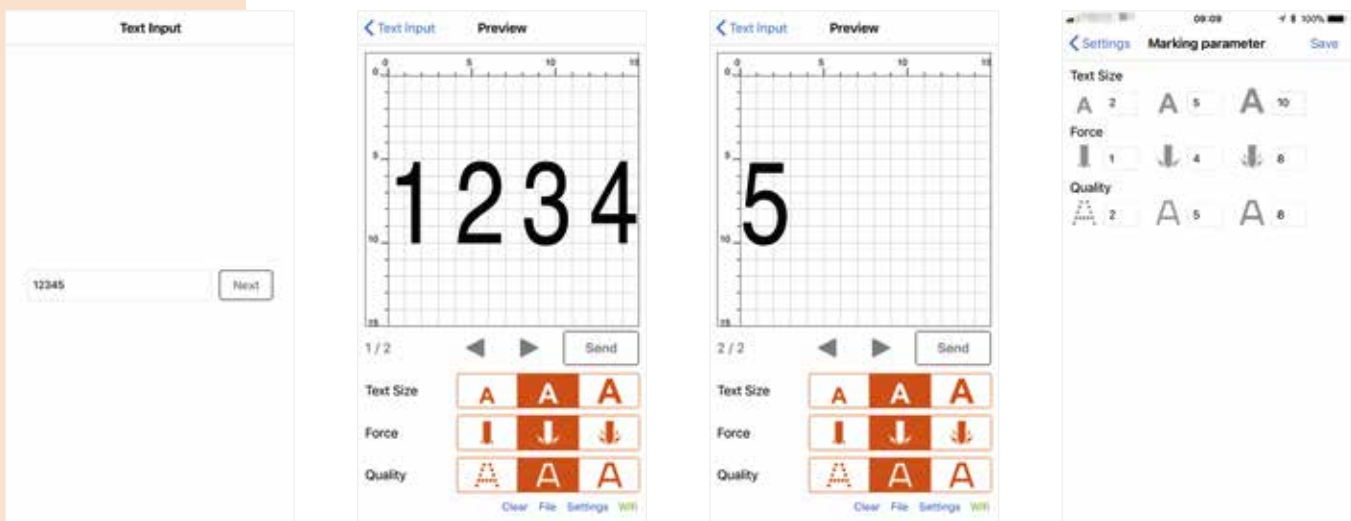 Text Input
12345
Next
Text Input
Preview
0 5 10 15
0
5
10
15
1234
1 / 2
Send
Text Size
A A A
Force
Quality
A A A
Clear File Settings Wifi
Text Input
Preview
0 5 10 15
0
5
10
15
5
2 / 2
Send
Text Size
A A A
Force
Quality
A A A
Clear File Settings Wifi
09:09
100%
Settings
Marking parameter
Save
Text Size
A 2 A 5 A 10
Force
1 4 8
Quality
A 2 A 5 A 8